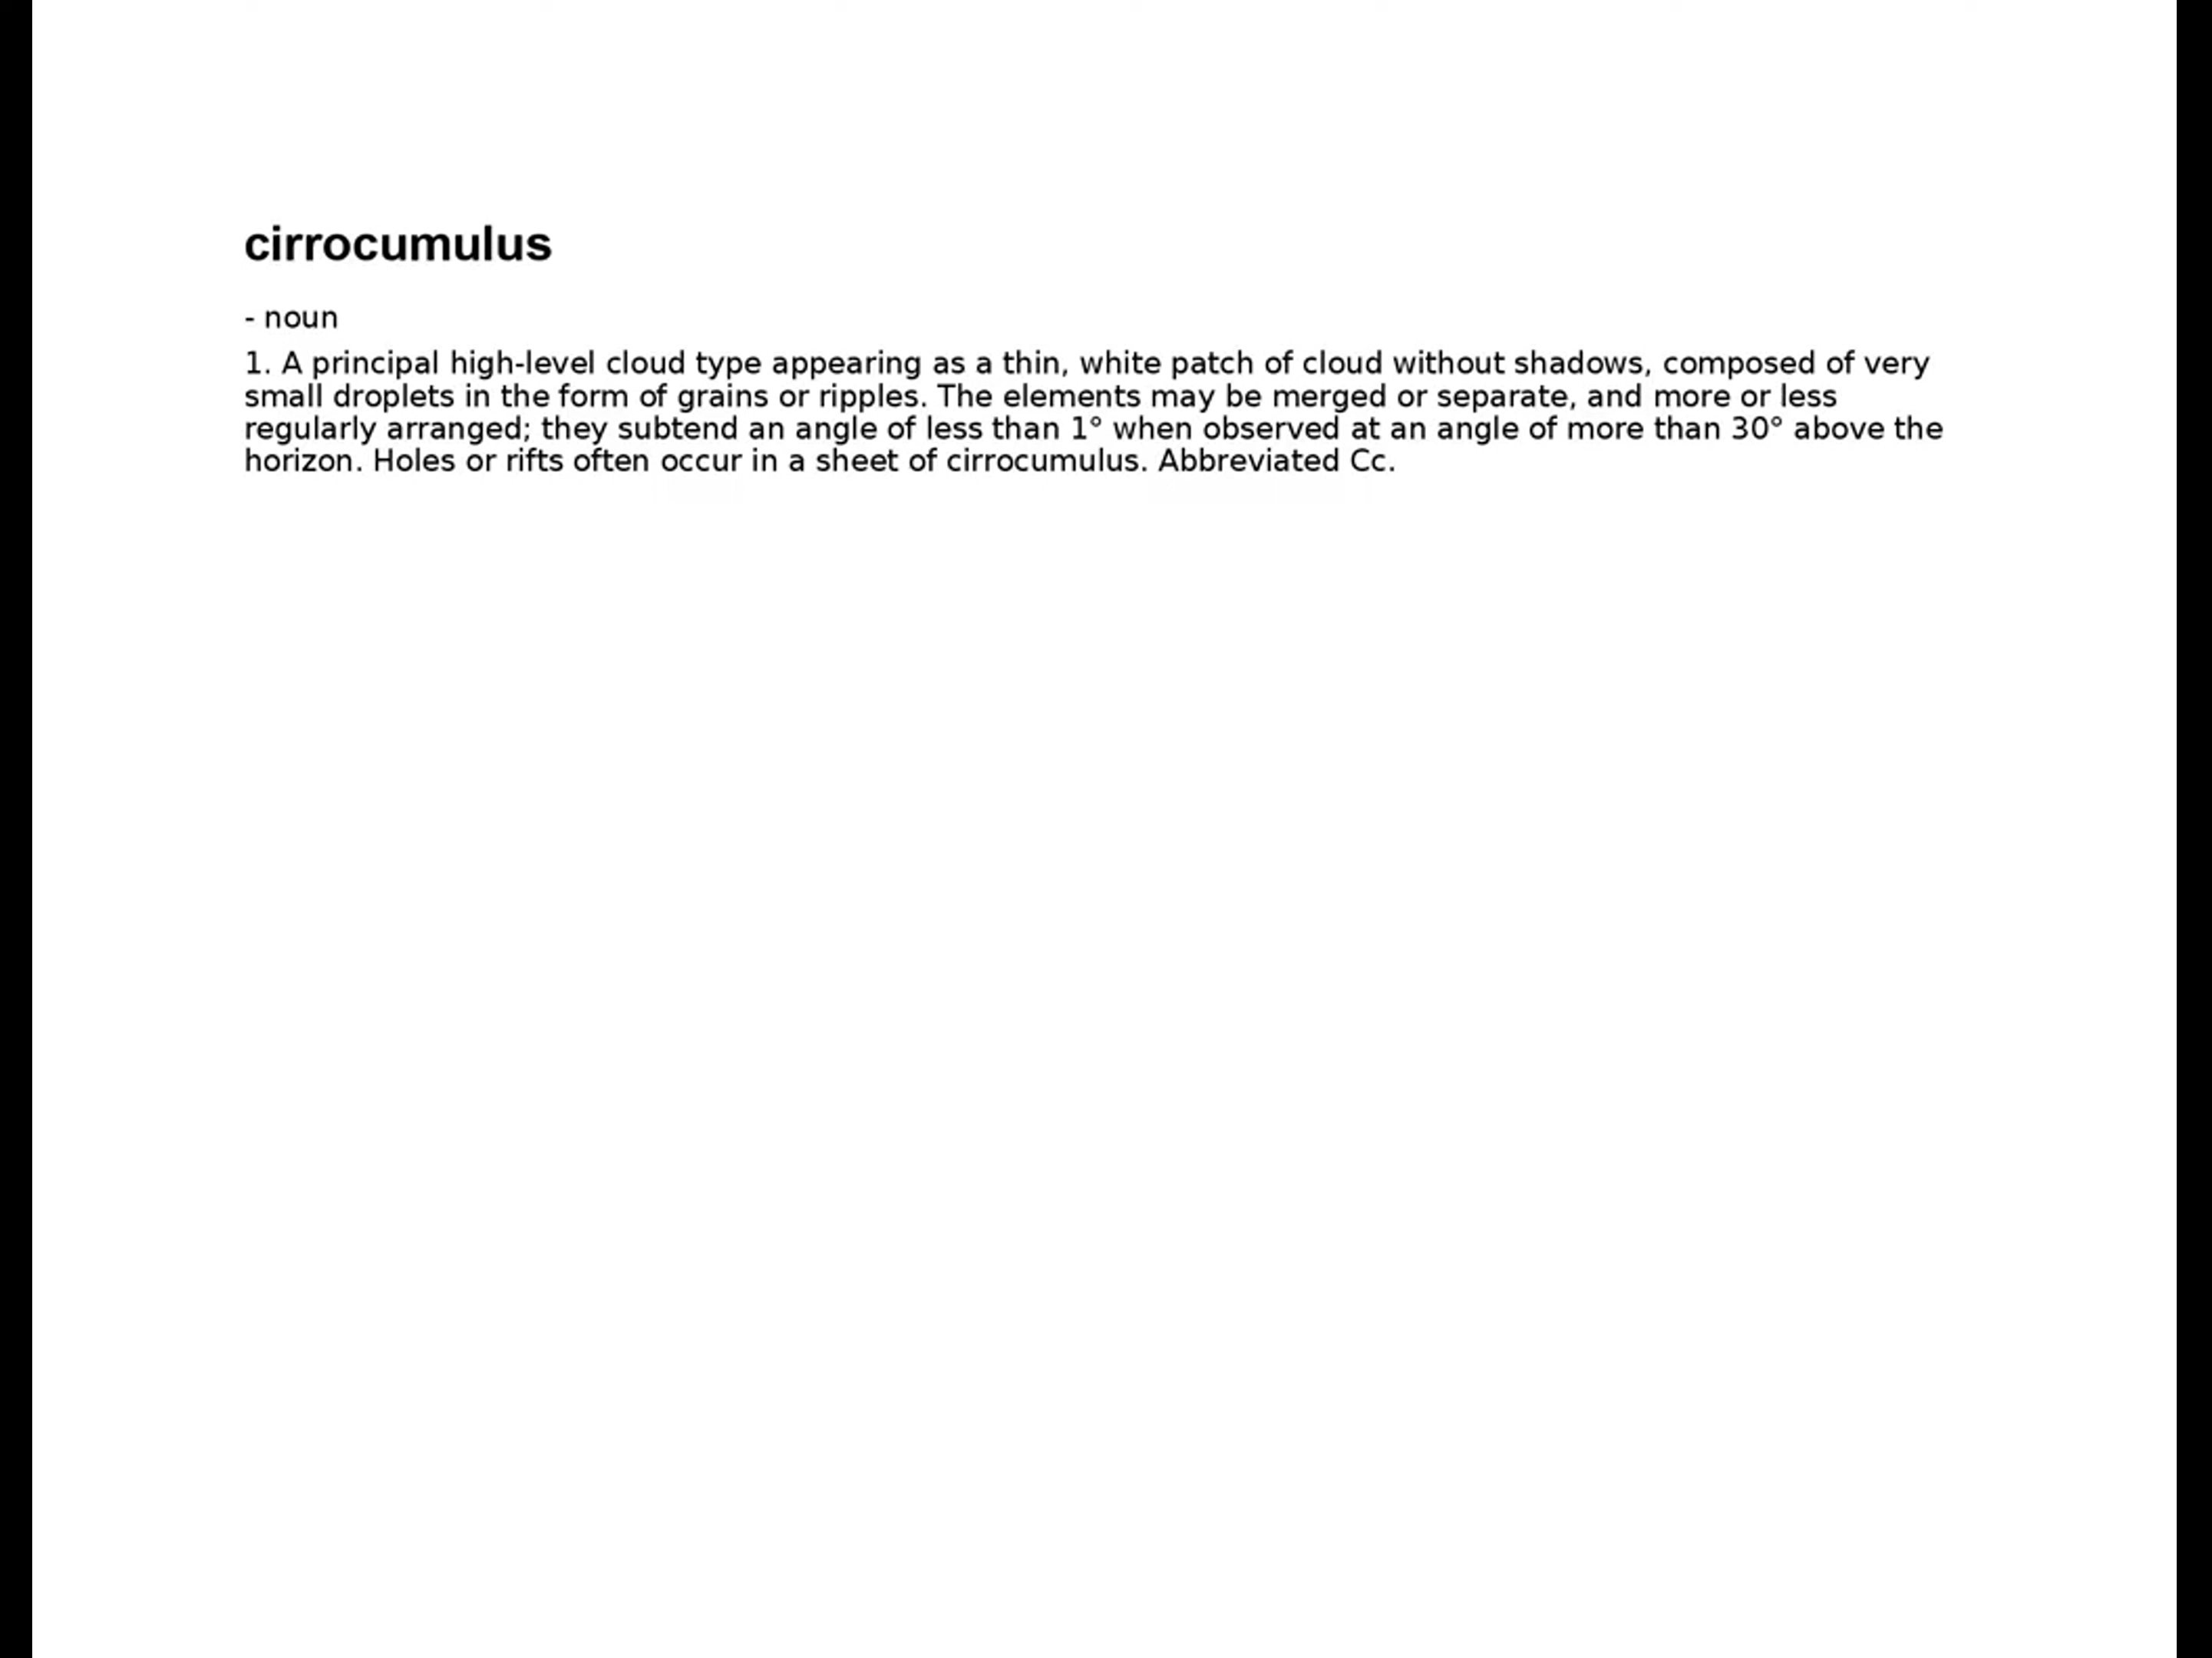 cirrocumulus
- noun
1. A principal high-level cloud type appearing as a thin, white patch of cloud without shadows, composed of very
small droplets in the form of grains or ripples. The elements may be merged or separate, and more or less
regularly arranged; they subtend an angle of less than 1° when observed at an angle of more than 30° above the
horizon. Holes or rifts often occur in a sheet of cirrocumulus. Abbreviated Cc.